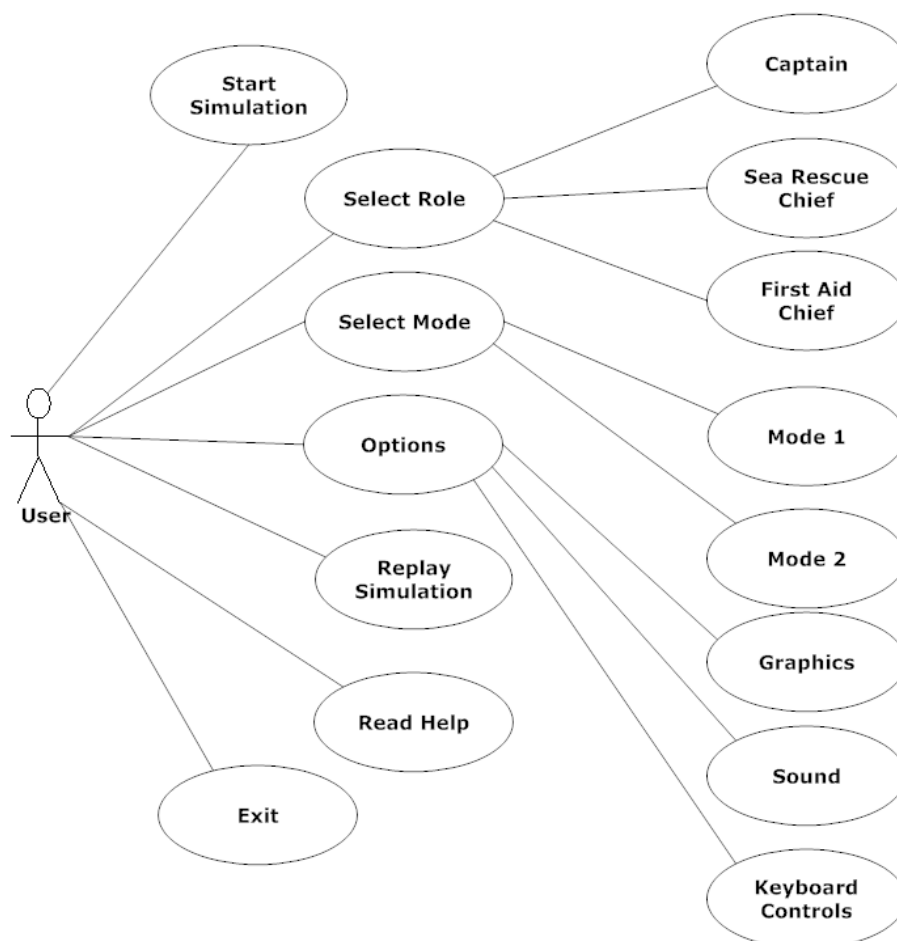 Start
Simulation
Captain
Select Role
Sea Rescue
Chief
First Aid
Chief
Select Mode
Mode 1
Options
User
Mode 2
Replay
Simulation
Graphics
Read Help
Sound
Exit
Keyboard
Controls